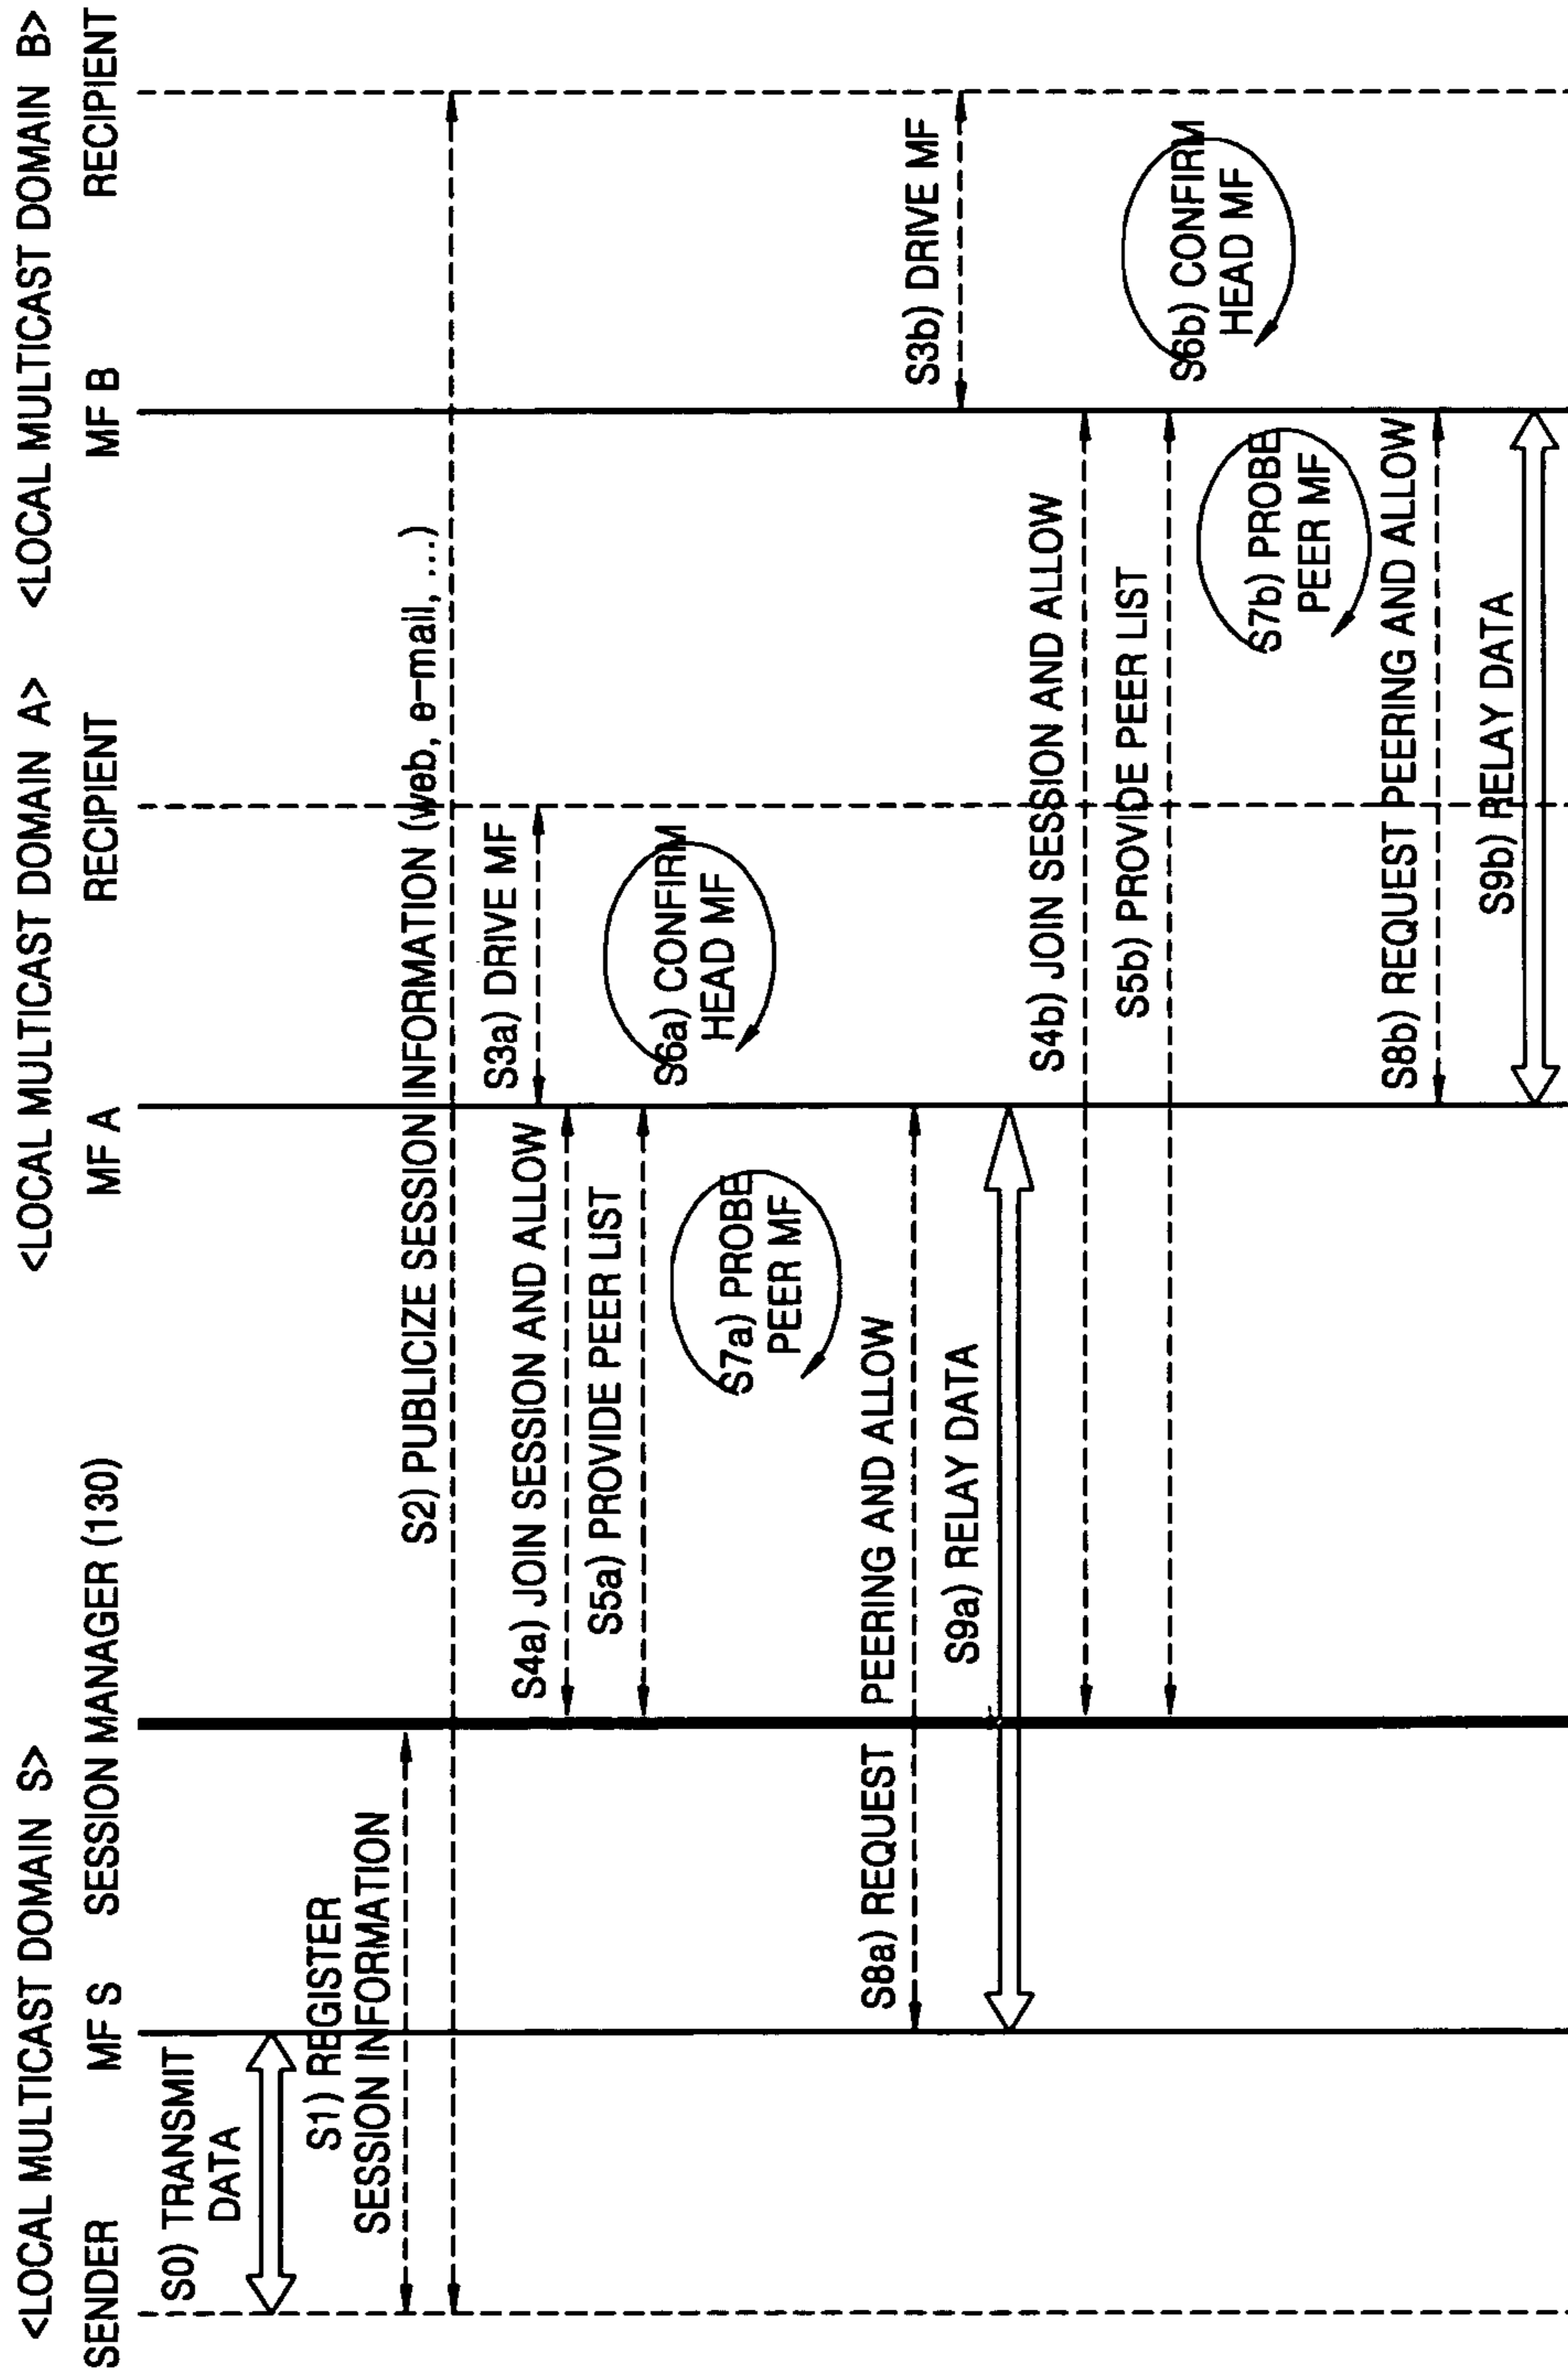 <LOCAL MULTICAST DOMAIN S>
<LOCAL MULTICAST DOMAIN A>
<LOCAL MULTICAST DOMAIN B>
SENDER
MF S
SESSION MANAGER (130)
MF A
RECIPIENT
MF B
RECIPIENT
S0) TRANSMIT
DATA
S1) REGISTER
SESSION INFORMATION
S2) PUBLICIZE SESSION INFORMATION (web, e-mail, ...)
S3a) DRIVE MF
S4a) JOIN SESSION AND ALLOW
S5a) PROVIDE PEER LIST
S6a) CONFIRM
HEAD MF
S7a) PROBE
PEER MF
S8a) REQUEST PEERING AND ALLOW
S9a) RELAY DATA
S3b) DRIVE MF
S4b) JOIN SESSION AND ALLOW
S5b) PROVIDE PEER LIST
S6b) CONFIRM
HEAD MF
S7b) PROBE
PEER MF
S8b) REQUEST PEERING AND ALLOW
S9b) RELAY DATA